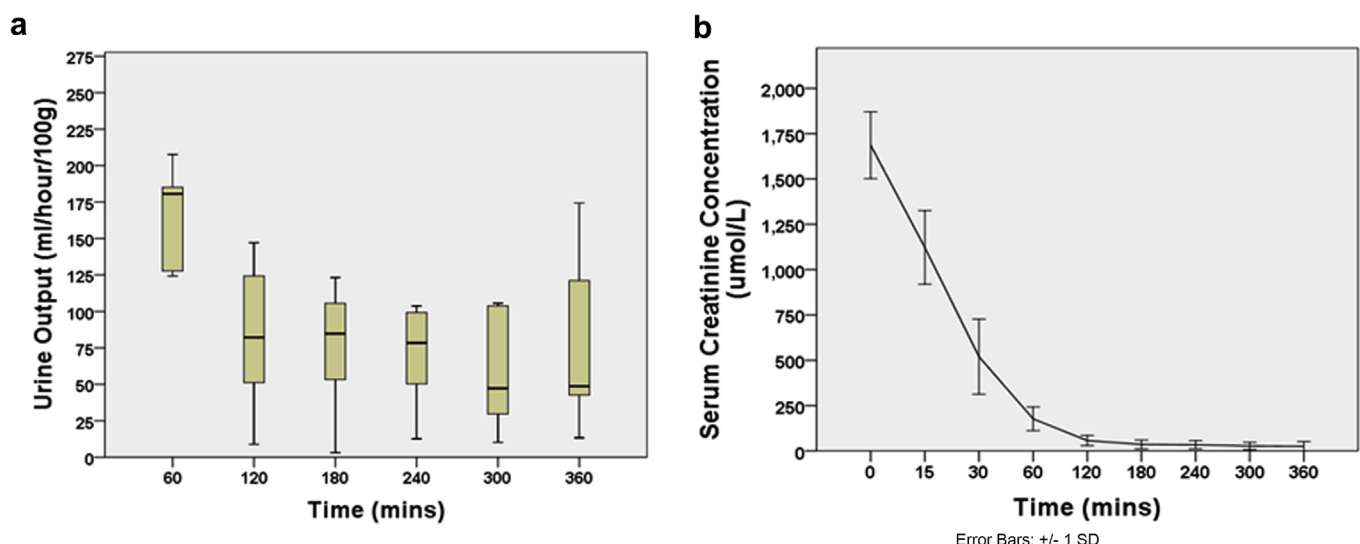 a
Urine Output (ml/hour/100g)
275
250
225
200
175
150
125
100
75
50
25
0
60 120 180 240 300 360
Time (mins)
b
Serum Creatinine Concentration
(umol/L)
2,000
1,750
1,500
1,250
1,000
750
500
250
0
0 15 30 60 120 180 240 300 360
Time (mins)
Error Bars: +/- 1 SD